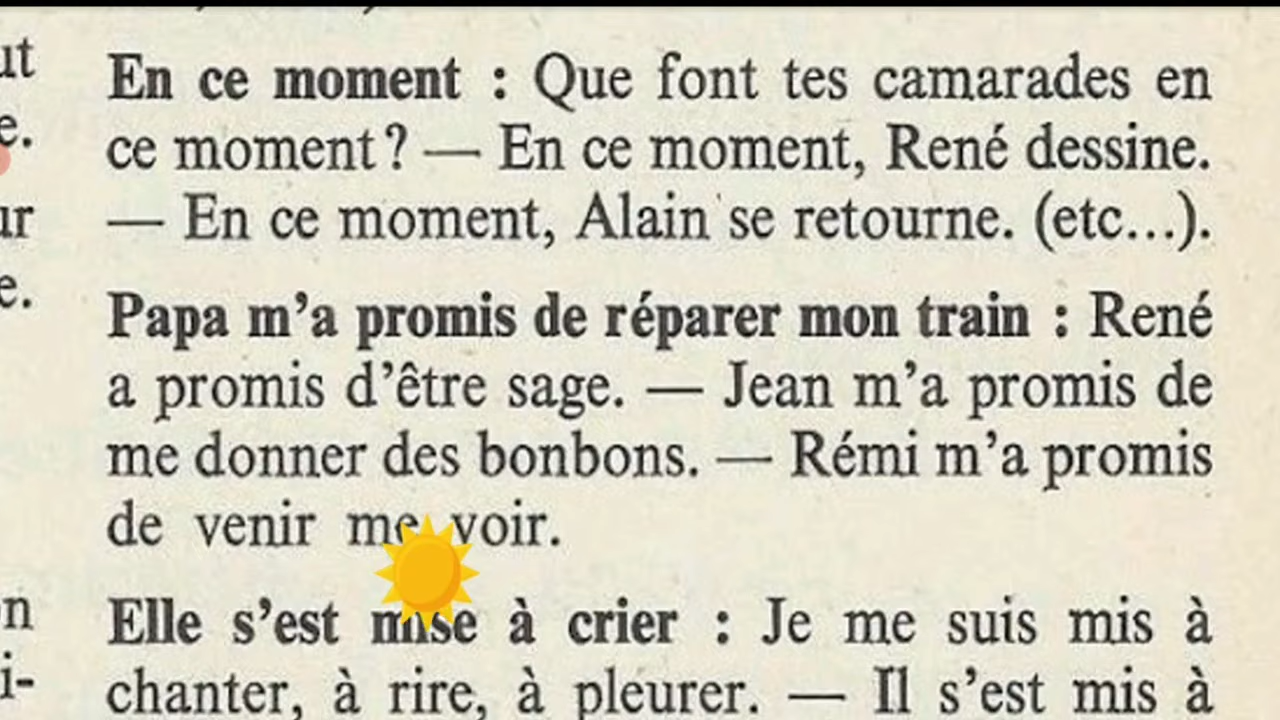 ut
e.
ur
e.
n
i-
En ce moment : Que font tes camarades en
ce moment ? — En ce moment, René dessine.
— En ce moment, Alain se retourne. (etc...).
Papa m'a promis de réparer mon train : René
a promis d'être sage. — Jean m'a promis de
me donner des bonbons. — Rémi m'a promis
de venir me voir.
Elle s'est mise à crier : Je me suis mis à
chanter, à rire, à pleurer. — Il s'est mis à